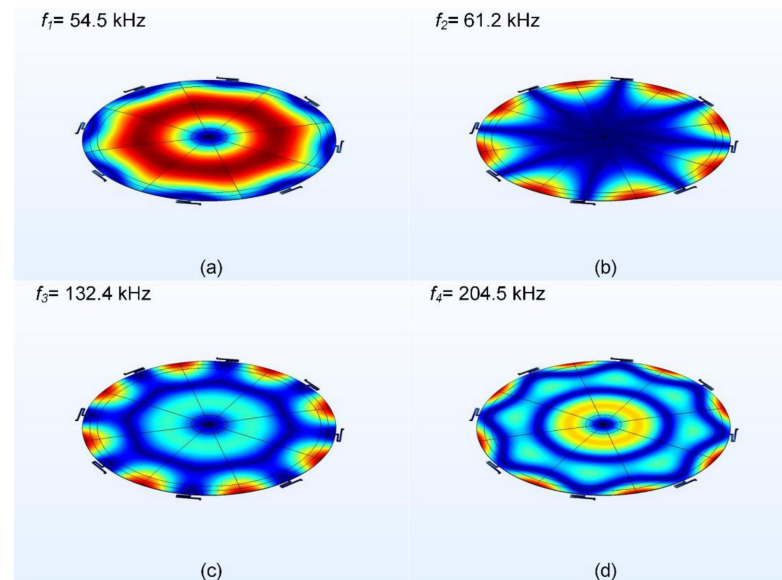 f₁= 54.5 kHz
f₂= 61.2 kHz
(a)
(b)
f₃= 132.4 kHz
f₄= 204.5 kHz
(c)
(d)